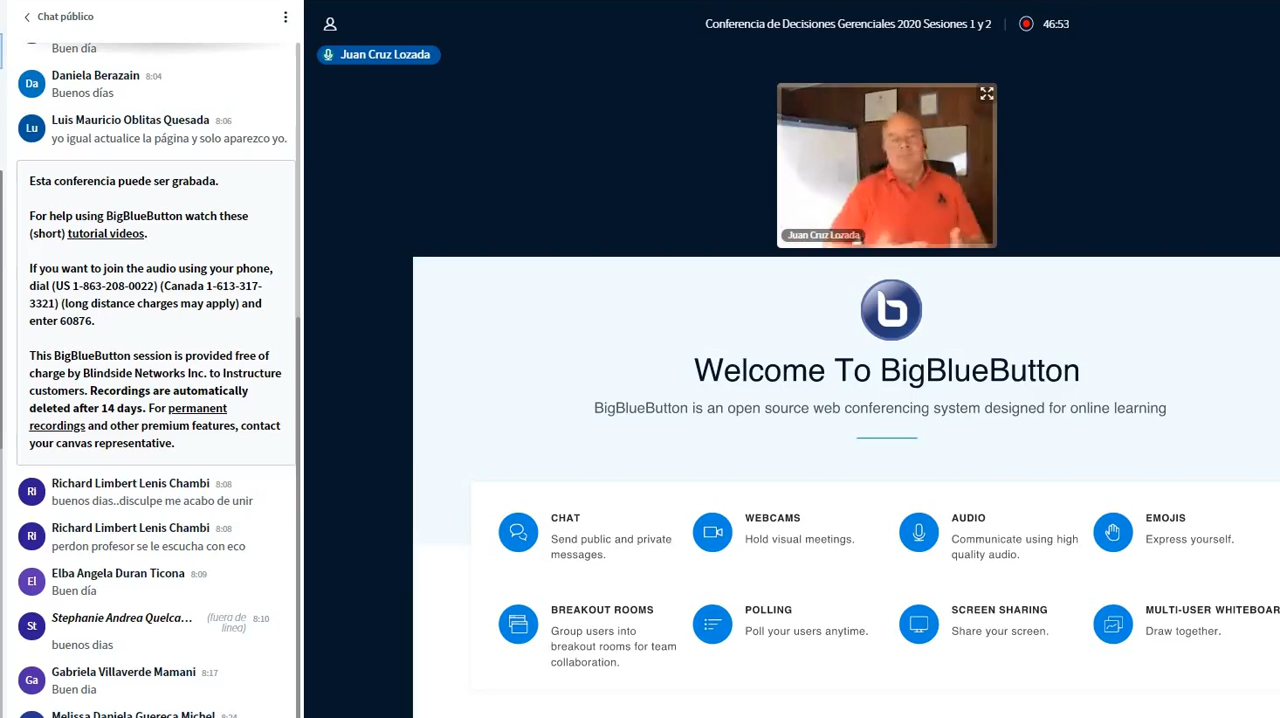 Chat público
Buen día
Da
Daniela Berazain 8:04
Buenos días
Lu
Luis Mauricio Oblitas Quesada 8:06
yo igual actualice la página y solo aparezco yo.
Esta conferencia puede ser grabada.
For help using BigBlueButton watch these
(short) tutorial videos.
If you want to join the audio using your phone,
dial (US 1-863-208-0022) (Canada 1-613-317-
3321) (long distance charges may apply) and
enter 60876.
This BigBlueButton session is provided free of
charge by Blindside Networks Inc. to Instructure
customers. Recordings are automatically
deleted after 14 days. For permanent
recordings and other premium features, contact
your canvas representative.
Ri
Richard Limbert Lenis Chambi 8:08
buenos dias..disculpe me acabo de unir
Ri
Richard Limbert Lenis Chambi 8:08
perdon profesor se le escucha con eco
El
Elba Angela Duran Ticona 8:09
Buen día
St
Stephanie Andrea Quelca... (fuera de línea) 8:10
buenos dias
Ga
Gabriela Villaverde Mamani 8:17
Buen dia
Melissa Daniela Guereca Michel 8:24
Conferencia de Decisiones Gerenciales 2020 Sesiones 1 y 2 46:53
Juan Cruz Lozada
Juan Cruz Lozada
b
Welcome To BigBlueButton
BigBlueButton is an open source web conferencing system designed for online learning
CHAT
Send public and private
messages.
WEBCAMS
Hold visual meetings.
AUDIO
Communicate using high
quality audio.
EMOJIS
Express yourself.
BREAKOUT ROOMS
Group users into
breakout rooms for team
collaboration.
POLLING
Poll your users anytime.
SCREEN SHARING
Share your screen.
MULTI-USER WHITEBOAR
Draw together.